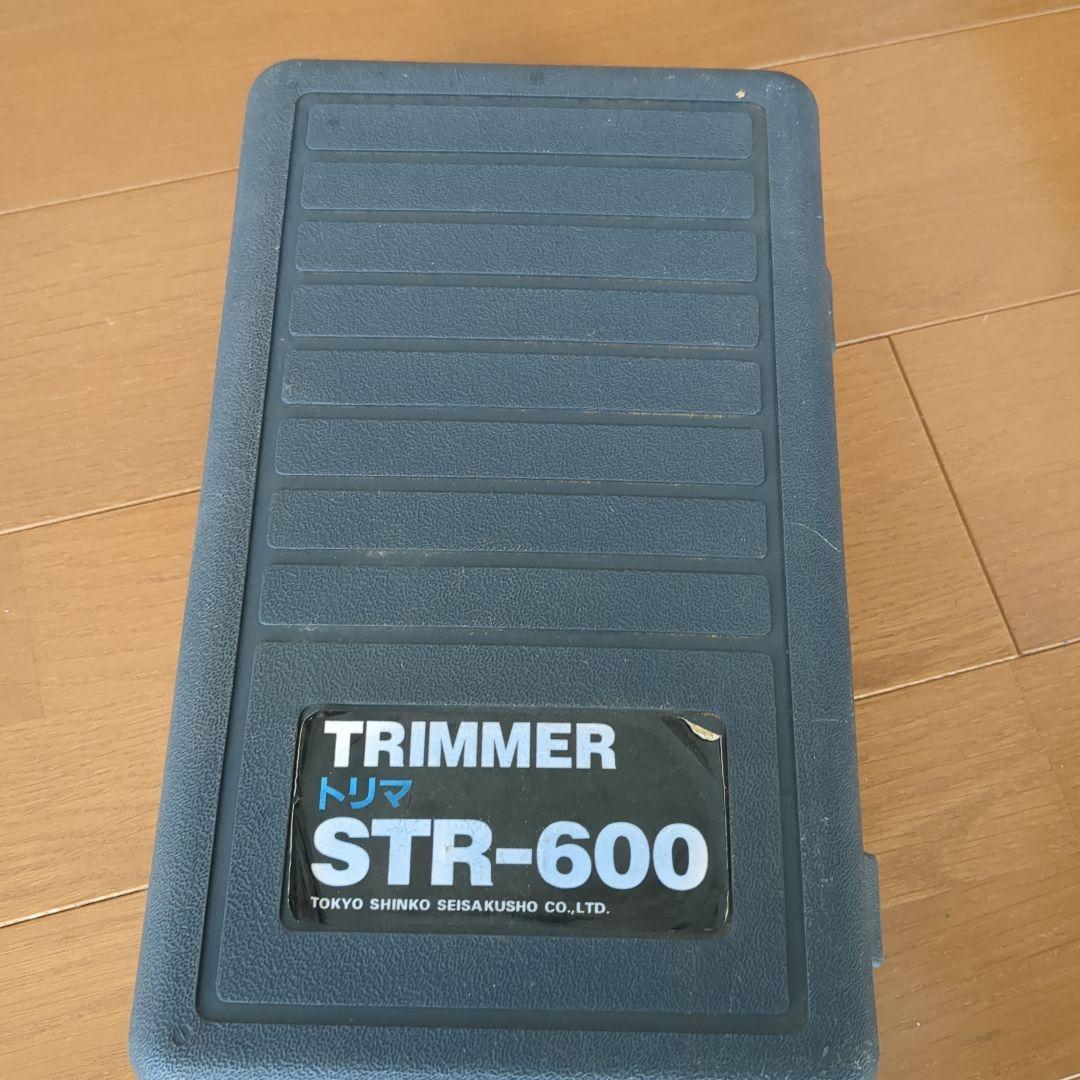 TRIMMER
トリマ
STR-600
TOKYO SHINKO SEISAKUSHO CO.,LTD.